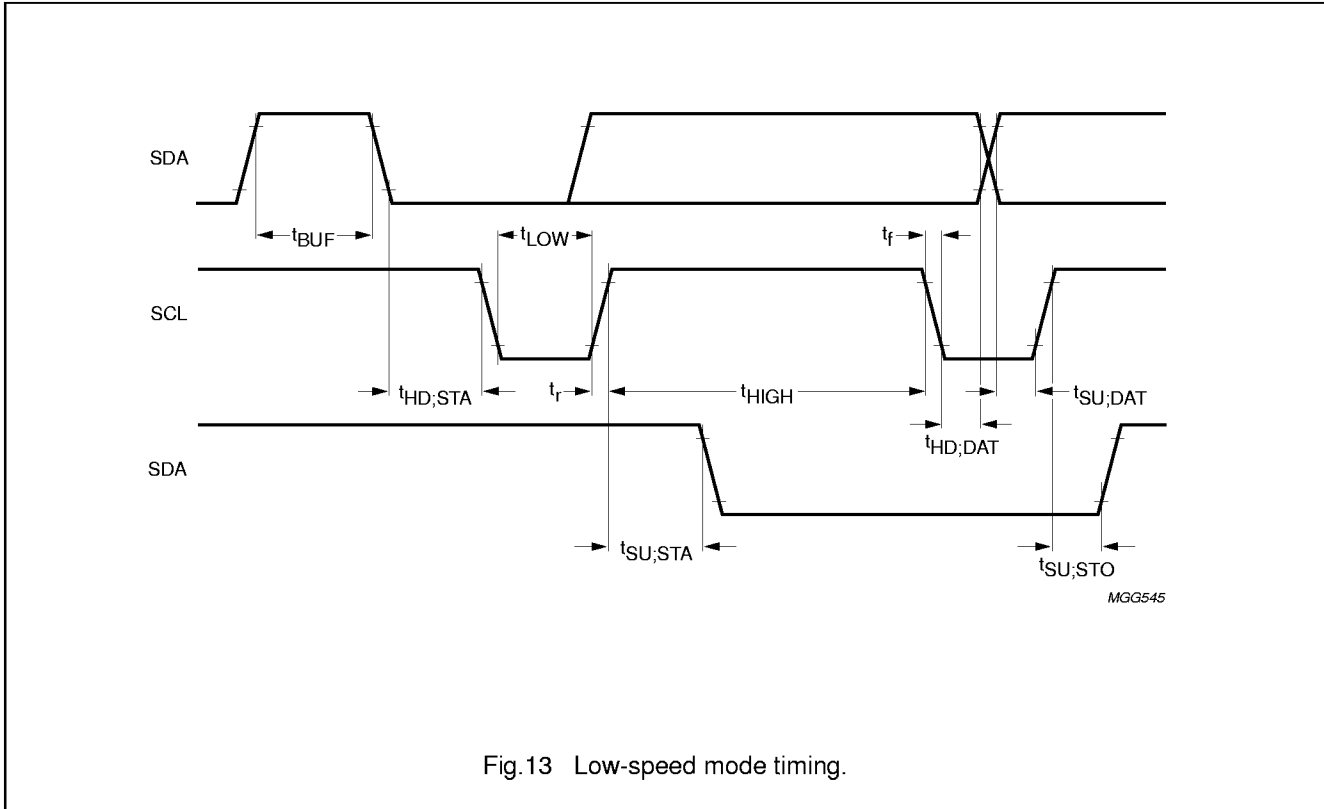 SDA
tBUF
tLOW
tf
SCL
tHD;STA
tr
tHIGH
tSU;DAT
tHD;DAT
SDA
tSU;STA
tSU;STO
MGG545
Fig.13 Low-speed mode timing.